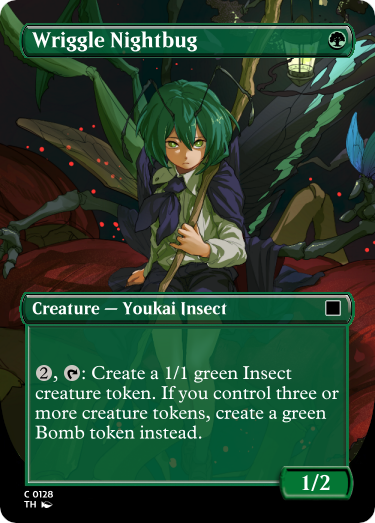 Wriggle Nightbug
Creature — Youkai Insect
2, : Create a 1/1 green Insect
creature token. If you control three or
more creature tokens, create a green
Bomb token instead.
1/2
C 0128
TH